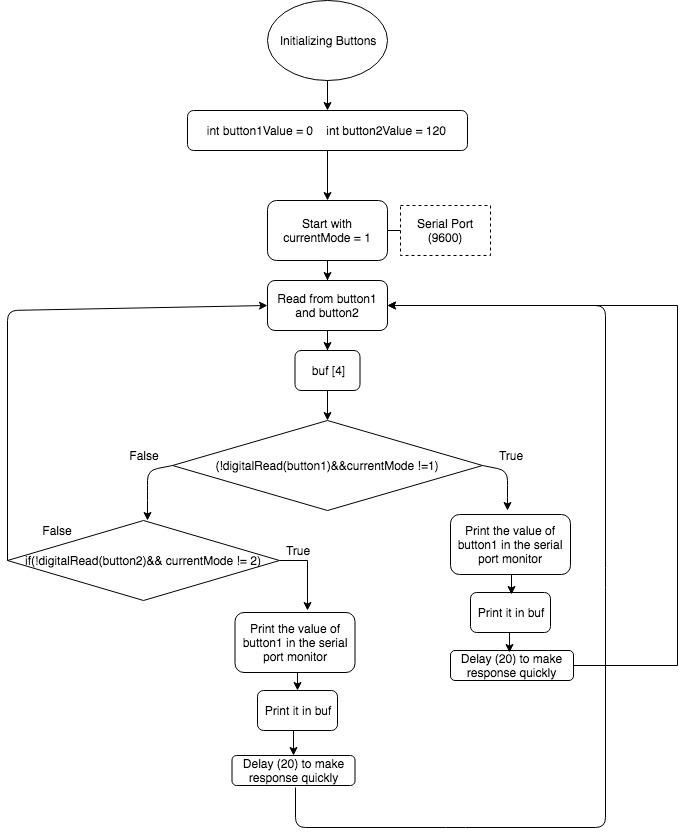 Initializing Buttons
int button1Value = 0    int button2Value = 120
Start with
currentMode = 1
Serial Port
(9600)
Read from button1
and button2
buf [4]
False
(!digitalRead(button1)&&currentMode !=1)
True
False
if(!digitalRead(button2)&& currentMode != 2)
True
Print the value of
button1 in the serial
port monitor
Print it in buf
Delay (20) to make
response quickly
Print the value of
button1 in the serial
port monitor
Print it in buf
Delay (20) to make
response quickly